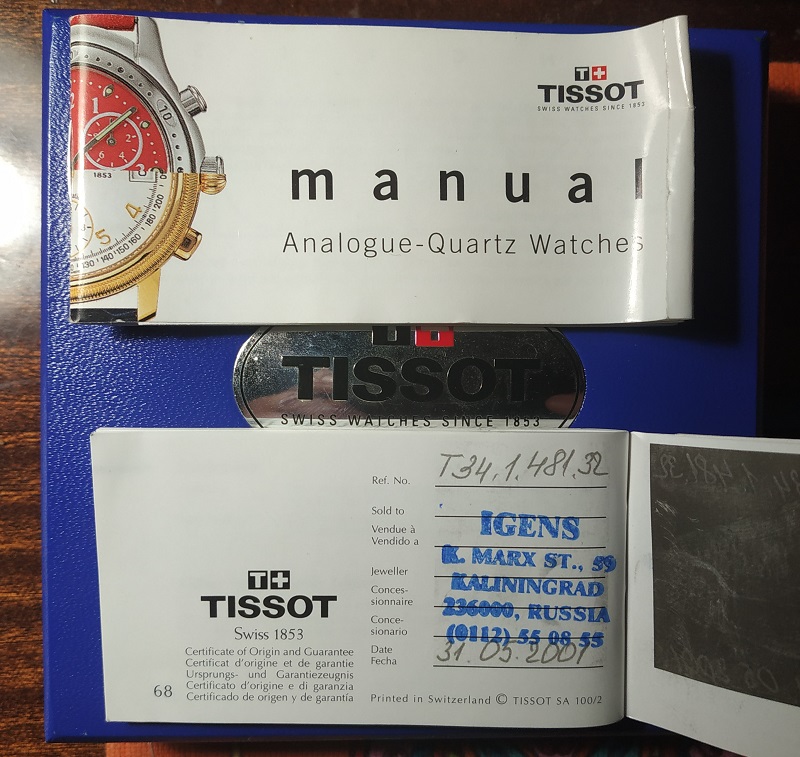 T+
TISSOT
SWISS WATCHES SINCE 1853
manual
Analogue-Quartz Watches
1853
T+
TISSOT
SWISS WATCHES SINCE 1853
Ref. No. T34.1.481.32
Sold to
Vendue à
Vendido a
IGENS
K. MARX ST., 59
Jeweller
Conces-
sionnaire
KALININGRAD
236000, RUSSIA
Conce-
sionario
(0112) 55 08 55
Date
Fecha
31.05.2001
T+
TISSOT
Swiss 1853
Certificate of Origin and Guarantee
Certificat d'origine et de garantie
Ursprungs- und Garantiezeugnis
Certificato d'origine e di garanzia
Certificado de origen y de garantía
68
Printed in Switzerland © TISSOT SA 100/2